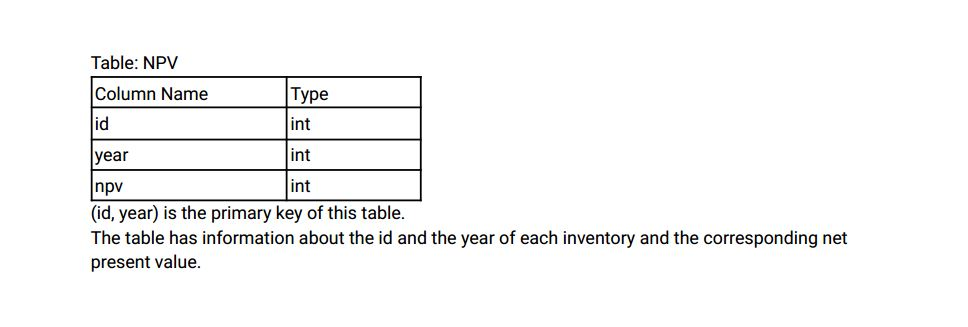 Table: NPV
Column Name Type
id int
year int
npv int
(id, year) is the primary key of this table.
The table has information about the id and the year of each inventory and the corresponding net
present value.